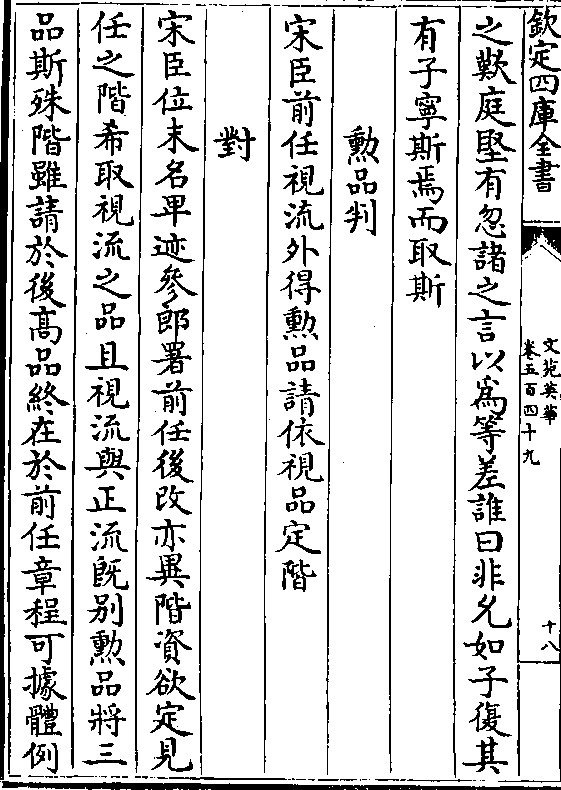 欽定四庫全書
文苑英華
卷五百四十九
十八
之歎庭堅有忽諸之言以為等差誰曰非允如子復其
有子寧斯焉而取斯
勲品判
宋臣前任視流外得勲品請依視品定階
對
宋臣位末名卑迹參郎署前任後改亦異階資欲定見
任之階希取視流之品且視流與正流旣别勲品將三
品斯殊階雖請於後髙品終在於前任章程可據體例